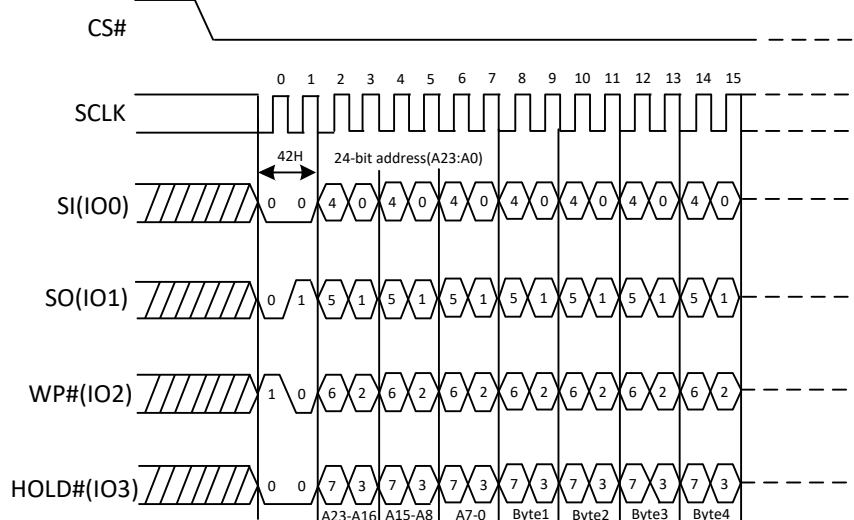 CS#
0 1 2 3 4 5 6 7 8 9 10 11 12 13 14 15
SCLK
42H 24-bit address(A23:A0)
SI(IO0) 0 0 4 0 4 0 4 0 4 0 4 0 4 0 4 0
SO(IO1) 0 1 5 1 5 1 5 1 5 1 5 1 5 1 5 1
WP#(IO2) 1 0 6 2 6 2 6 2 6 2 6 2 6 2 6 2
HOLD#(IO3) 0 0 7 3 7 3 7 3 7 3 7 3 7 3 7 3
A23-A16 A15-A8 A7-0 Byte1 Byte2 Byte3 Byte4